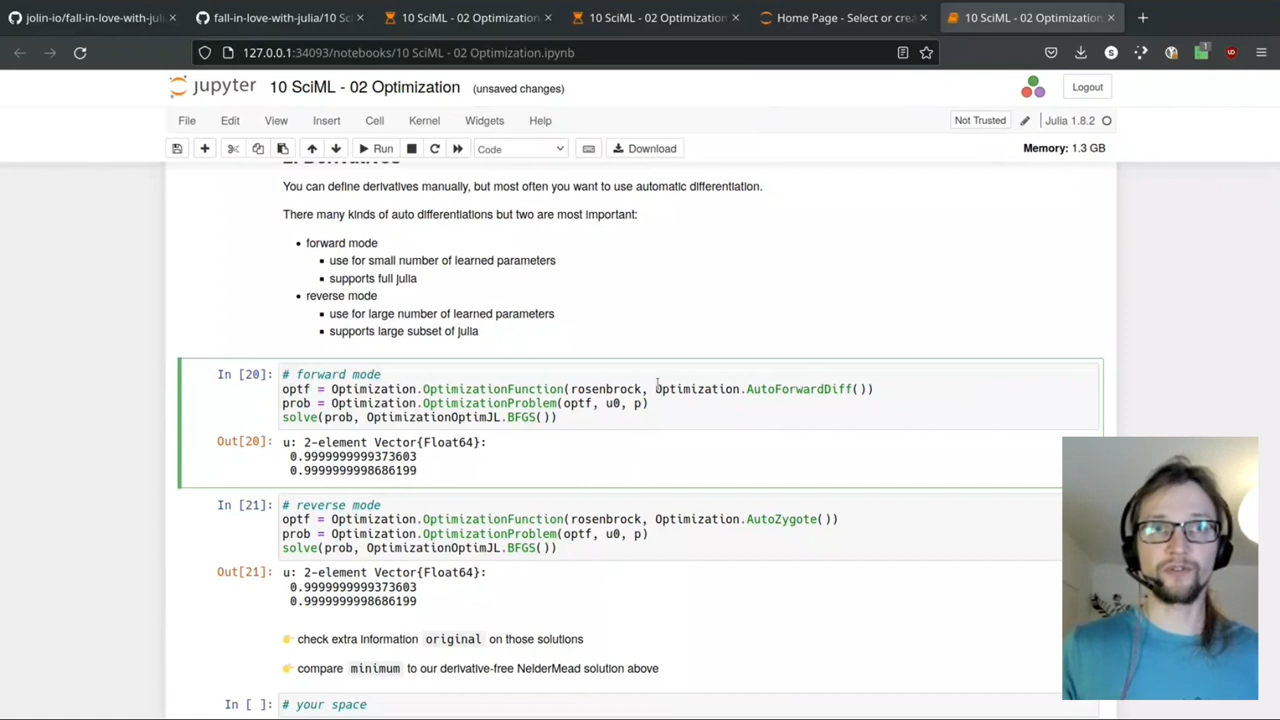 jolin-io/fall-in-love-with-juli
fall-in-love-with-julia/10 S
10 SciML - 02 Optimization
10 SciML - 02 Optimization
Home Page - Select or crea
10 SciML - 02 Optimization
127.0.0.1:34093/notebooks/10 SciML - 02 Optimization.ipynb
jupyter 10 SciML - 02 Optimization (unsaved changes)
Logout
File Edit View Insert Cell Kernel Widgets Help
Not Trusted
Julia 1.8.2
Run
Code
Download
Memory: 1.3 GB
2. Derivatives
You can define derivatives manually, but most often you want to use automatic differentiation.
There many kinds of auto differentiations but two are most important:
forward mode
use for small number of learned parameters
supports full julia
reverse mode
use for large number of learned parameters
supports large subset of julia
In [20]: # forward mode
optf = Optimization.OptimizationFunction(rosenbrock, Optimization.AutoForwardDiff())
prob = Optimization.OptimizationProblem(optf, u0, p)
solve(prob, OptimizationOptimJL.BFGS())
Out[20]: u: 2-element Vector{Float64}:
0.9999999999373603
0.9999999998686199
In [21]: # reverse mode
optf = Optimization.OptimizationFunction(rosenbrock, Optimization.AutoZygote())
prob = Optimization.OptimizationProblem(optf, u0, p)
solve(prob, OptimizationOptimJL.BFGS())
Out[21]: u: 2-element Vector{Float64}:
0.9999999999373603
0.9999999998686199
👉 check extra information original on those solutions
👉 compare minimum to our derivative-free NelderMead solution above
In [ ]: # your space